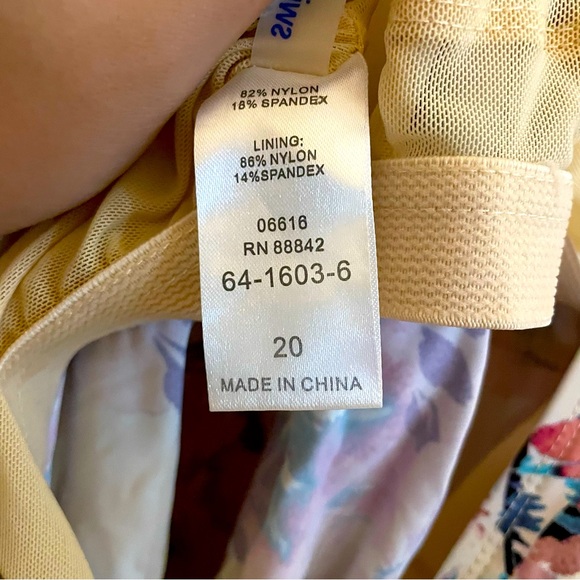 SWI
82% NYLON
18% SPANDEX
LINING:
86% NYLON
14%SPANDEX
06616
RN 88842
64-1603-6
20
MADE IN CHINA